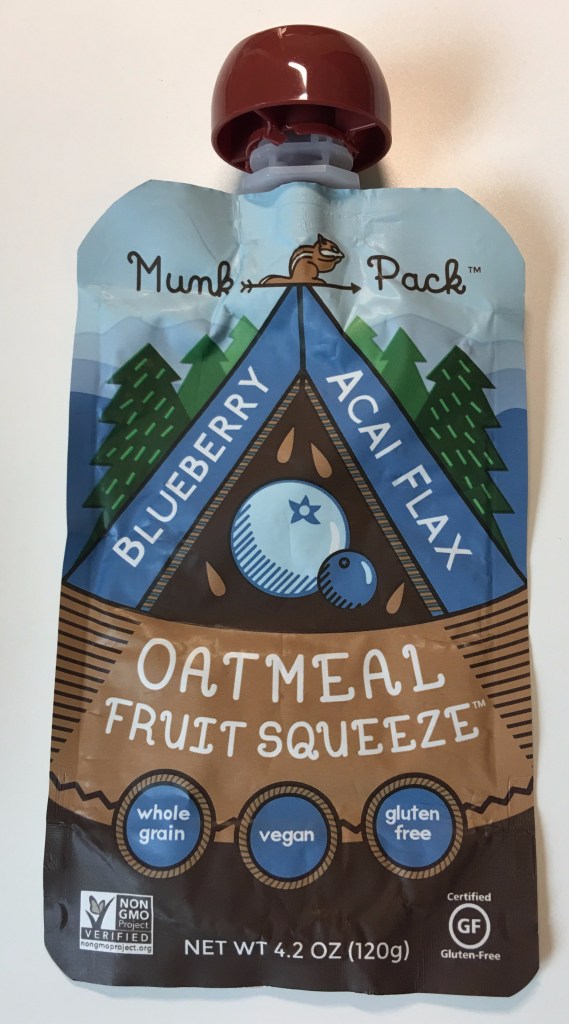 Munk Pack™
BLUEBERRY
ACAI FLAX
OATMEAL
FRUIT SQUEEZE™
whole
grain
vegan
gluten
free
NON
GMO
Project
VERIFIED
nongmoproject.org
NET WT 4.2 OZ (120g)
Certified
GF
Gluten-Free